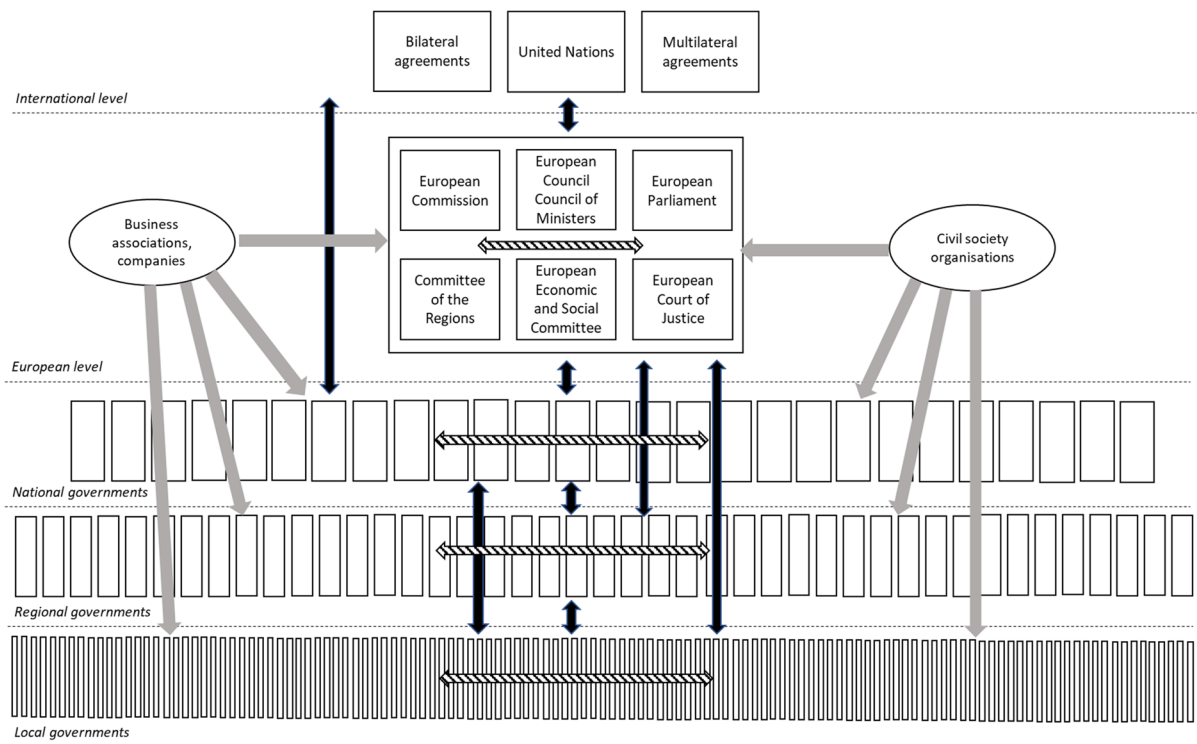 Bilateral
agreements
United Nations
Multilateral
agreements
International level
European
Commission
European
Council
Council of
Ministers
European
Parliament
Business
associations,
companies
Civil society
organisations
Committee
of the
Regions
European
Economic
and Social
Committee
European
Court of
Justice
European level
National governments
Regional governments
Local governments